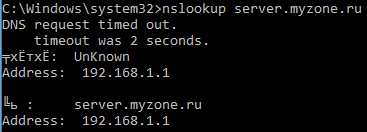 C:\Windows\system32>nslookup server.myzone.ru
DNS request timed out.
    timeout was 2 seconds.
╤хЁтхЁ:  UnKnown
Address:  192.168.1.1

╚ь :     server.myzone.ru
Address:  192.168.1.1